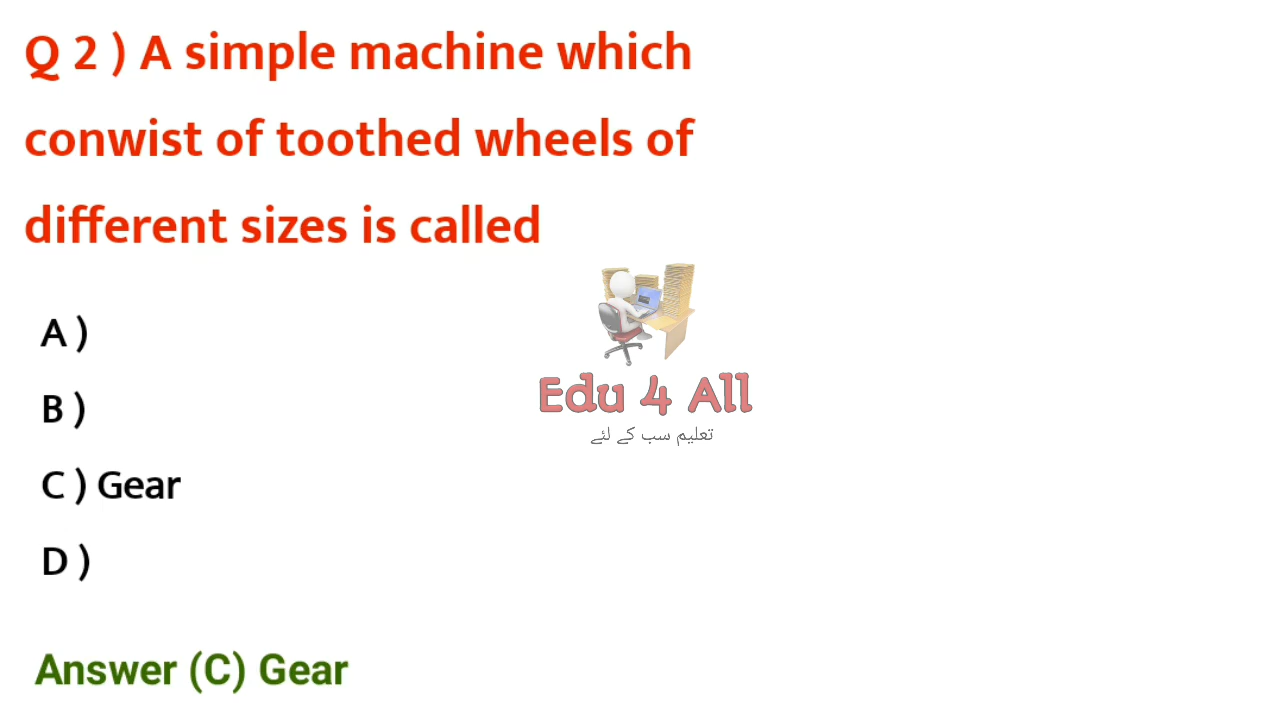 Q 2 ) A simple machine which
conwist of toothed wheels of
different sizes is called
A )
B )
C ) Gear
D )
Edu 4 All
تعلیم سب کے لئے
Answer (C) Gear